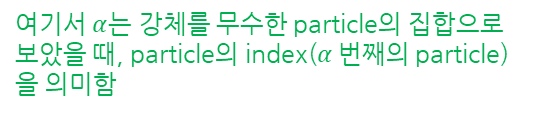 여기서 𝛼는 강체를 무수한 particle의 집합으로
보았을 때, particle의 index(𝛼 번째의 particle)
을 의미함